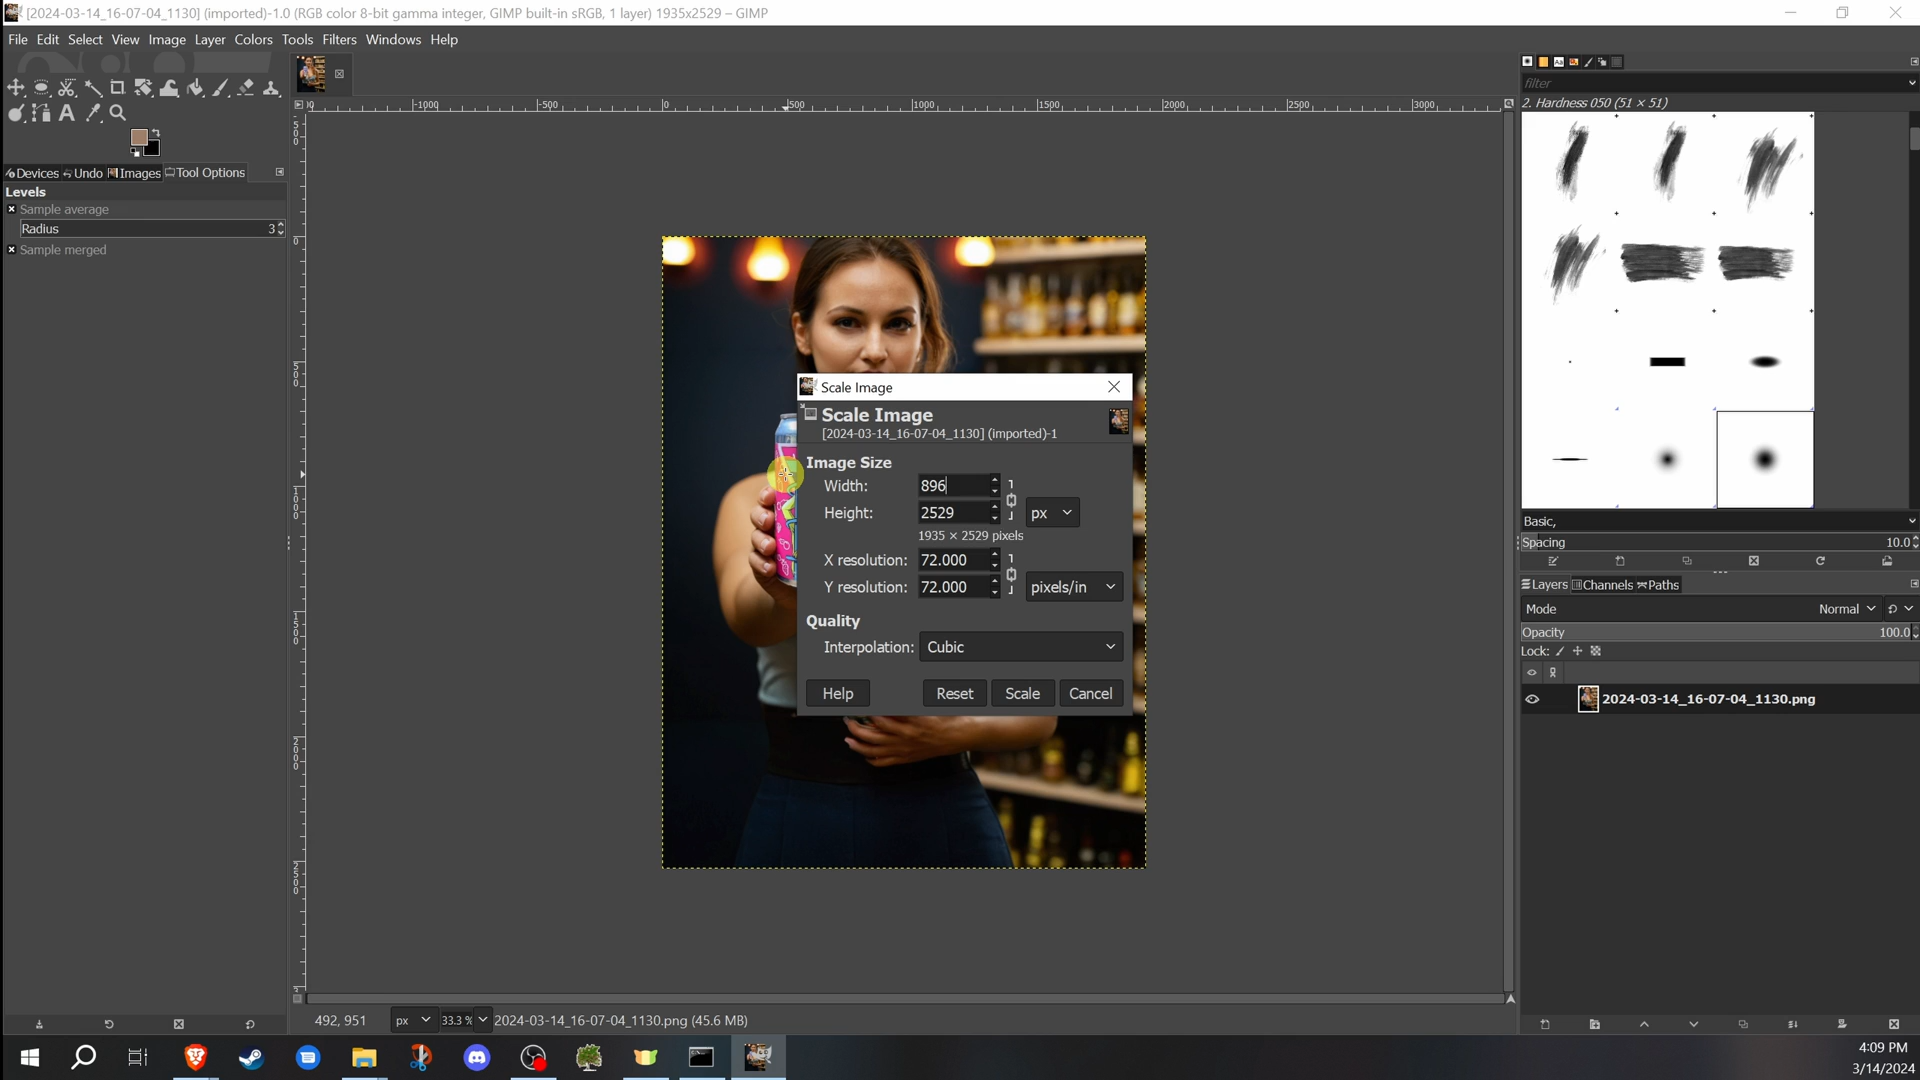 [2024-03-14_16-07-04_1130] (imported)-1.0 (RGB color 8-bit gamma integer, GIMP built-in sRGB, 1 layer) 1935x2529 – GIMP
File Edit Select View Image Layer Colors Tools Filters Windows Help
Devices Undo Images Tool Options
Levels
Sample average
Radius 3
Sample merged
-1000 -500 0 500 1000 1500 2000 2500 3000
filter
2. Hardness 050 (51 × 51)
Scale Image
Scale Image
[2024-03-14_16-07-04_1130] (imported)-1
Image Size
Width: 896
Height: 2529 px
1935 × 2529 pixels
X resolution: 72.000
Y resolution: 72.000 pixels/in
Quality
Interpolation: Cubic
Help Reset Scale Cancel
Basic,
Spacing 10.0
Layers Channels Paths
Mode Normal
Opacity 100.0
Lock:
2024-03-14_16-07-04_1130.png
492, 951 px 33.3 % 2024-03-14_16-07-04_1130.png (45.6 MB)
4:09 PM
3/14/2024